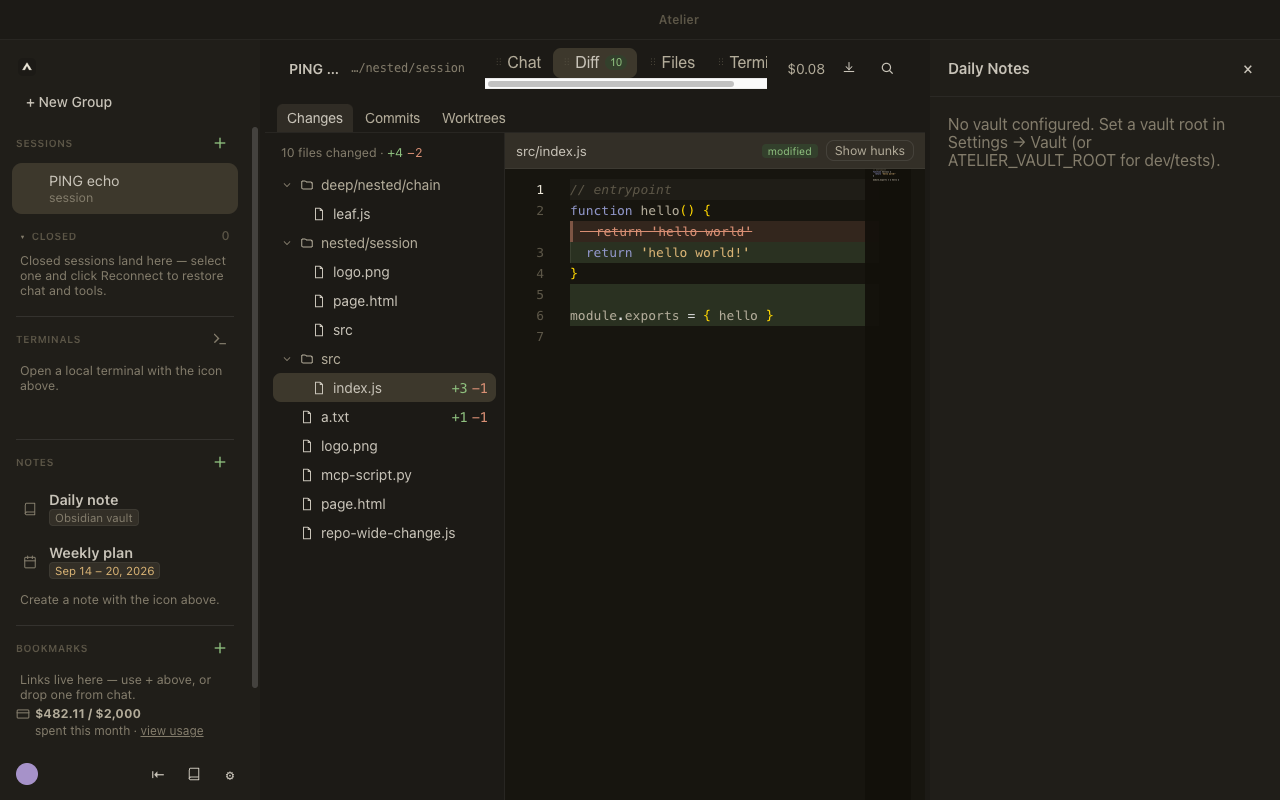 Atelier
+ New Group
SESSIONS
PING echo
session
CLOSED 0
Closed sessions land here — select
one and click Reconnect to restore
chat and tools.
TERMINALS
Open a local terminal with the icon
above.
NOTES
Daily note
Obsidian vault
Weekly plan
Sep 14 – 20, 2026
Create a note with the icon above.
BOOKMARKS
Links live here — use + above, or
drop one from chat.
$482.11 / $2,000
spent this month · view usage
PING ... …/nested/session
Chat Diff 10 Files Termi
$0.08
Changes Commits Worktrees
10 files changed · +4 −2
deep/nested/chain
leaf.js
nested/session
logo.png
page.html
src
src
index.js +3 −1
a.txt +1 −1
logo.png
mcp-script.py
page.html
repo-wide-change.js
src/index.js modified Show hunks
1 // entrypoint
2 function hello() {
return 'hello world'
3 return 'hello world!'
4 }
5
6 module.exports = { hello }
7
Daily Notes ×
No vault configured. Set a vault root in
Settings → Vault (or
ATELIER_VAULT_ROOT for dev/tests).